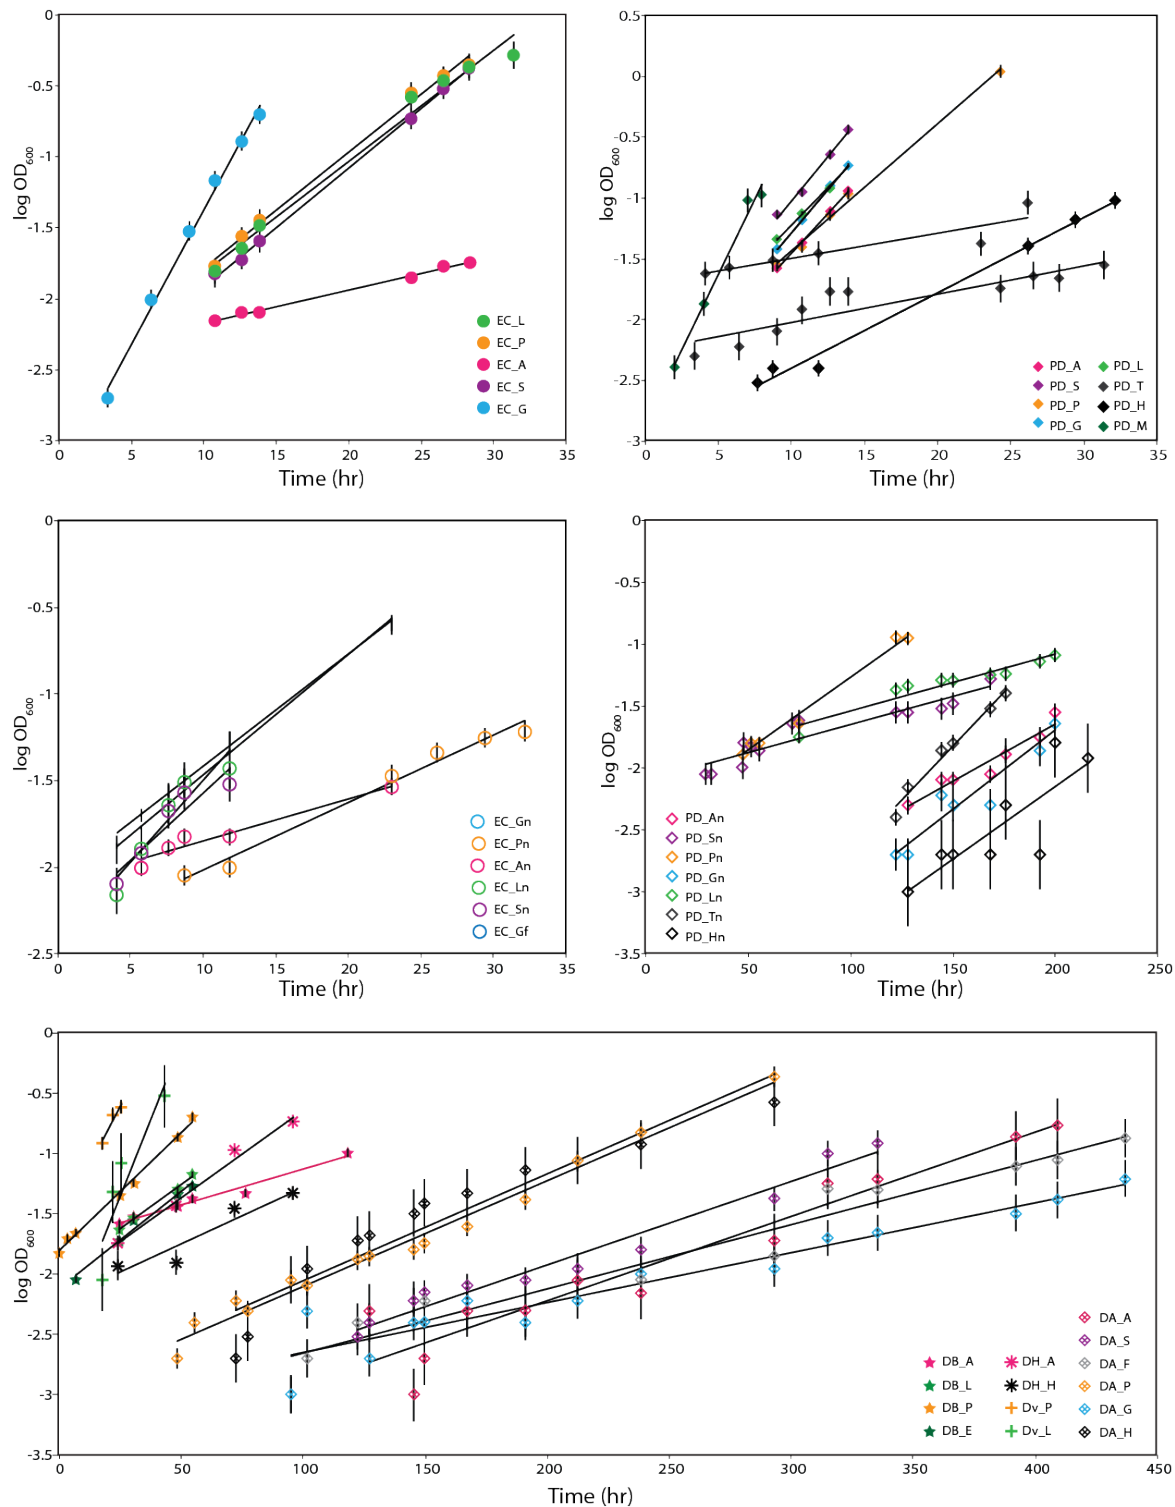 log OD600
0
-0.5
-1
-1.5
-2
-2.5
-3
0 5 10 15 20 25 30 35
Time (hr)
EC_L
EC_P
EC_A
EC_S
EC_G
log OD600
0.5
0
-0.5
-1
-1.5
-2
-2.5
-3
0 5 10 15 20 25 30 35
Time (hr)
PD_A PD_L
PD_S PD_T
PD_P PD_H
PD_G PD_M
log OD600
0
-0.5
-1
-1.5
-2
-2.5
0 5 10 15 20 25 30 35
Time (hr)
EC_Gn
EC_Pn
EC_An
EC_Ln
EC_Sn
EC_Gf
log OD600
0
-0.5
-1
-1.5
-2
-2.5
-3
-3.5
0 50 100 150 200 250
Time (hr)
PD_An
PD_Sn
PD_Pn
PD_Gn
PD_Ln
PD_Tn
PD_Hn
log OD600
0
-0.5
-1
-1.5
-2
-2.5
-3
-3.5
0 50 100 150 200 250 300 350 400 450
Time (hr)
DA_A
DA_S
DB_A DH_A DA_F
DB_L DH_H DA_P
DB_P Dv_P DA_G
DB_E Dv_L DA_H